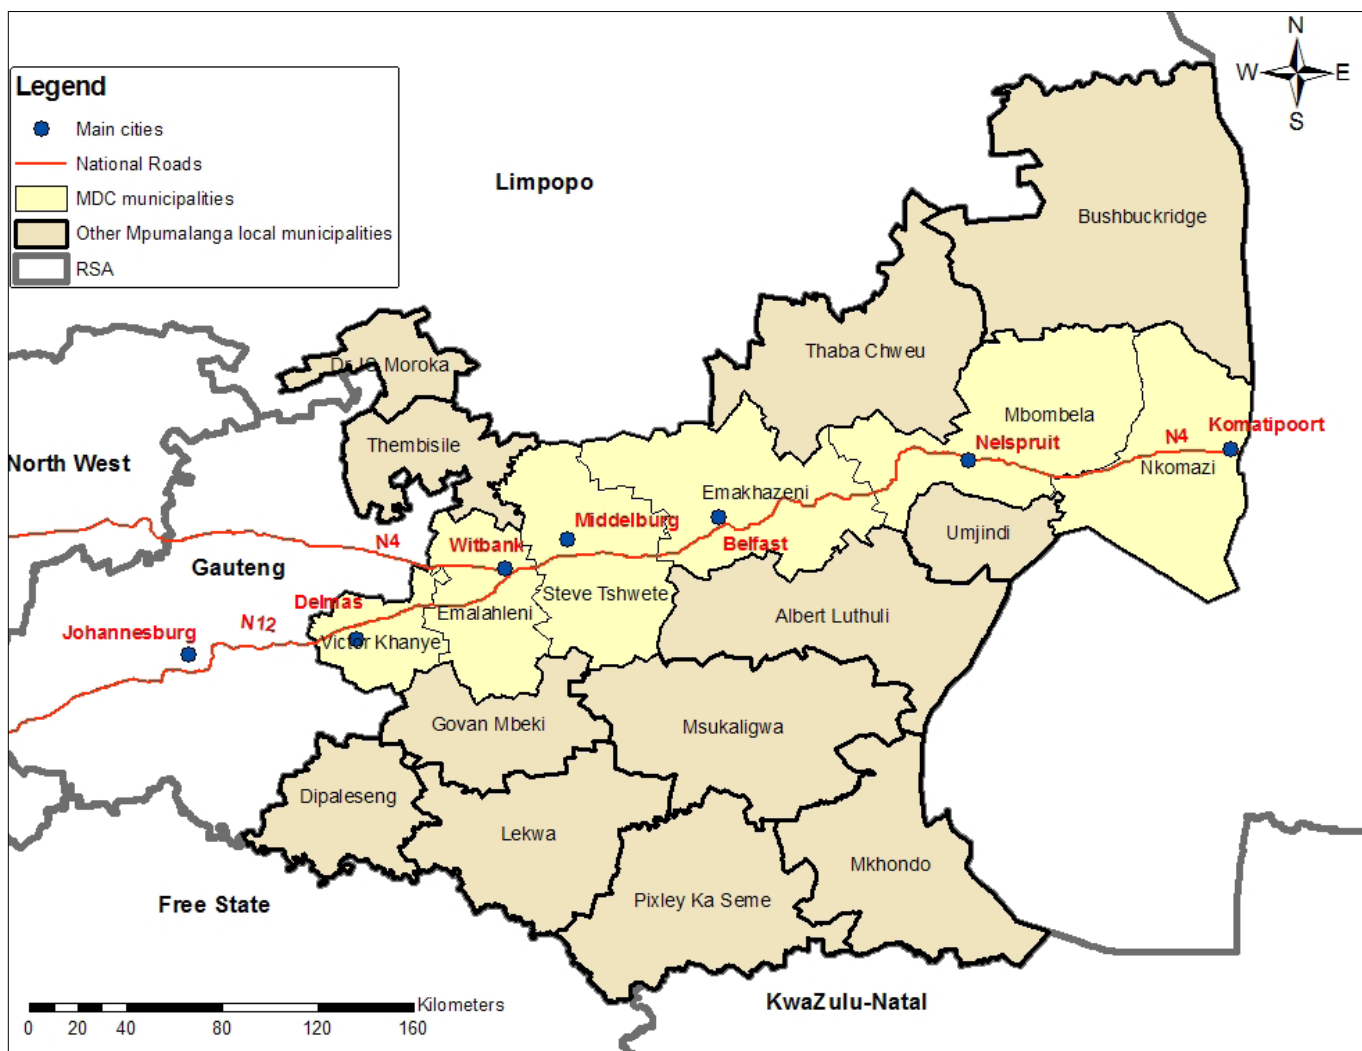 N
W E
S
Legend
Main cities
National Roads
MDC municipalities
Other Mpumalanga local municipalities
RSA
Limpopo
Bushbuckridge
Thaba Chweu
Dr JS Moroka
Mbombela
Komatipoort
Thembisile
Nelspruit
N4
North West
Nkomazi
Emakhazeni
Middelburg
Umjindi
N4
Witbank
Belfast
Gauteng
Steve Tshwete
Delmas
Emalahleni
Albert Luthuli
N12
Johannesburg
Victor Khanye
Govan Mbeki
Msukaligwa
Dipaleseng
Lekwa
Mkhondo
Pixley Ka Seme
Free State
KwaZulu-Natal
Kilometers
0 20 40 80 120 160